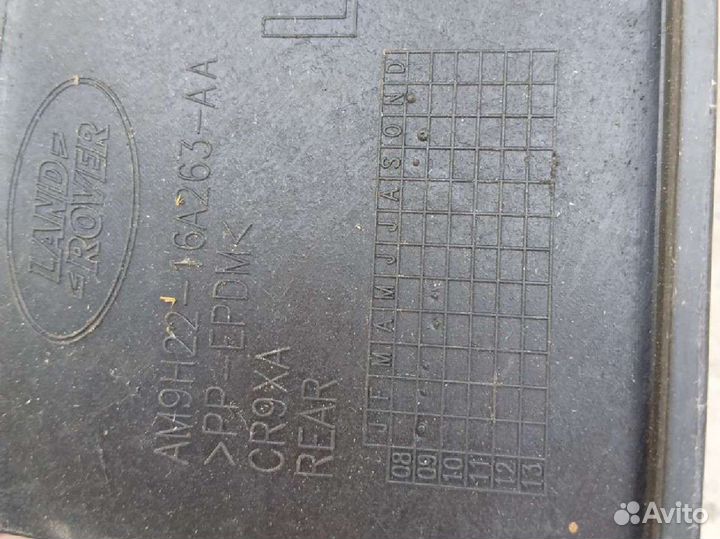 LAND
ROVER
AM9H22-16A263-AA
>PP-EPDM<
CR9XA
REAR
L
J F M A M J J A S O N D
08
09
10
11
12
13
Avito